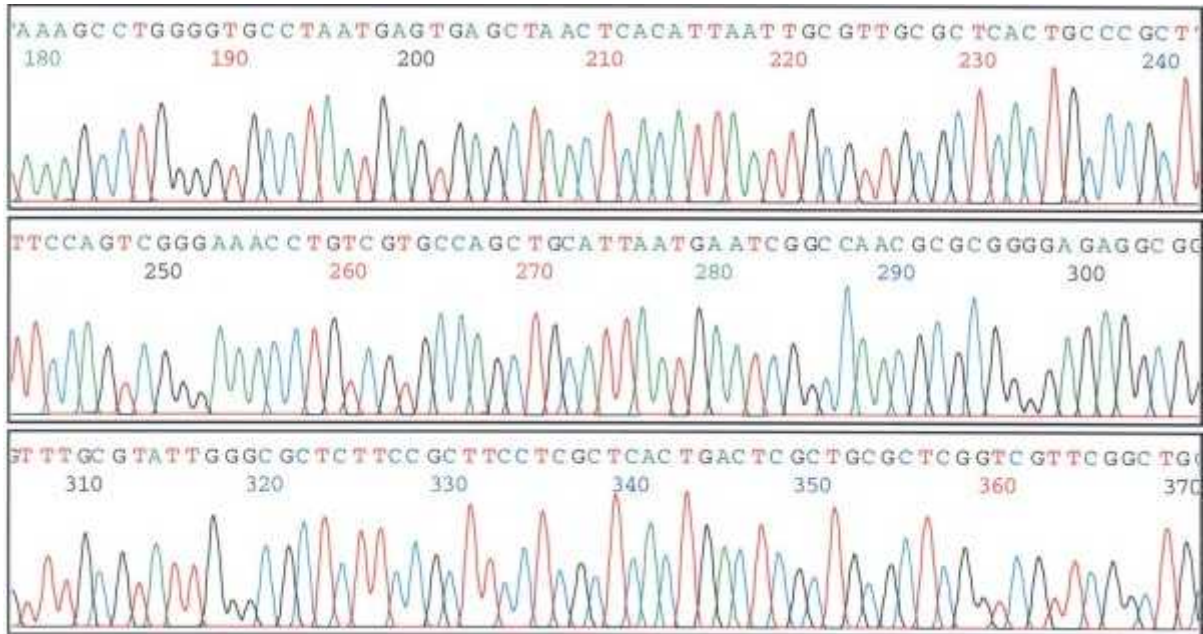 AAAGCCTGGGGTGCCTAATGAGTGAGCTAACTCACATTAATTGCGTTGCGCTCACTGCCCGCT
180 190 200 210 220 230 240
TTCCAGTCGGGAAACCTGTCGTGCCAGCTGCATTAATGAATCGGCCAACGCGCGGGGAGAGGCGG
250 260 270 280 290 300
GTTTGCGTATTGGGCGCTCTTCCGCTTCCTCGCTCACTGACTCGCTGCGCTCGGTCGTTCGGCTGC
310 320 330 340 350 360 370